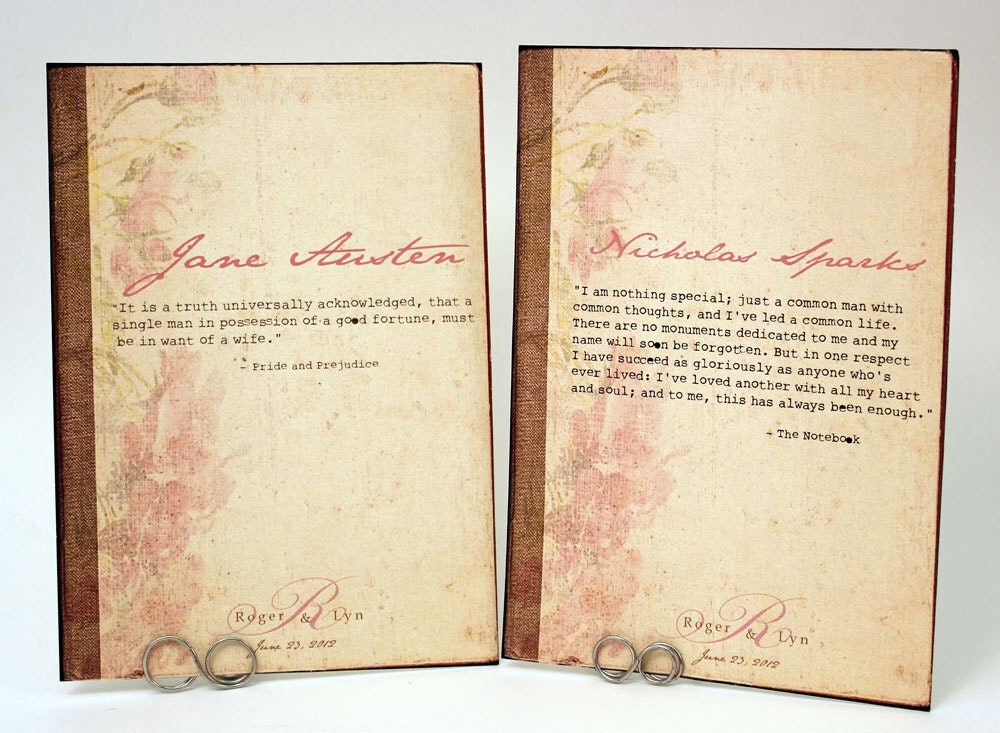 Jane Austen
"It is a truth universally acknowledged, that a
single man in possession of a good fortune, must
be in want of a wife."
- Pride and Prejudice
Roger & Lyn
R
June 23, 2012
Nicholas Sparks
"I am nothing special; just a common man with
common thoughts, and I've led a common life.
There are no monuments dedicated to me and my
name will soon be forgotten. But in one respect
I have succeed as gloriously as anyone who's
ever lived: I've loved another with all my heart
and soul; and to me, this has always been enough."
- The Notebook
Roger & Lyn
R
June 23, 2012